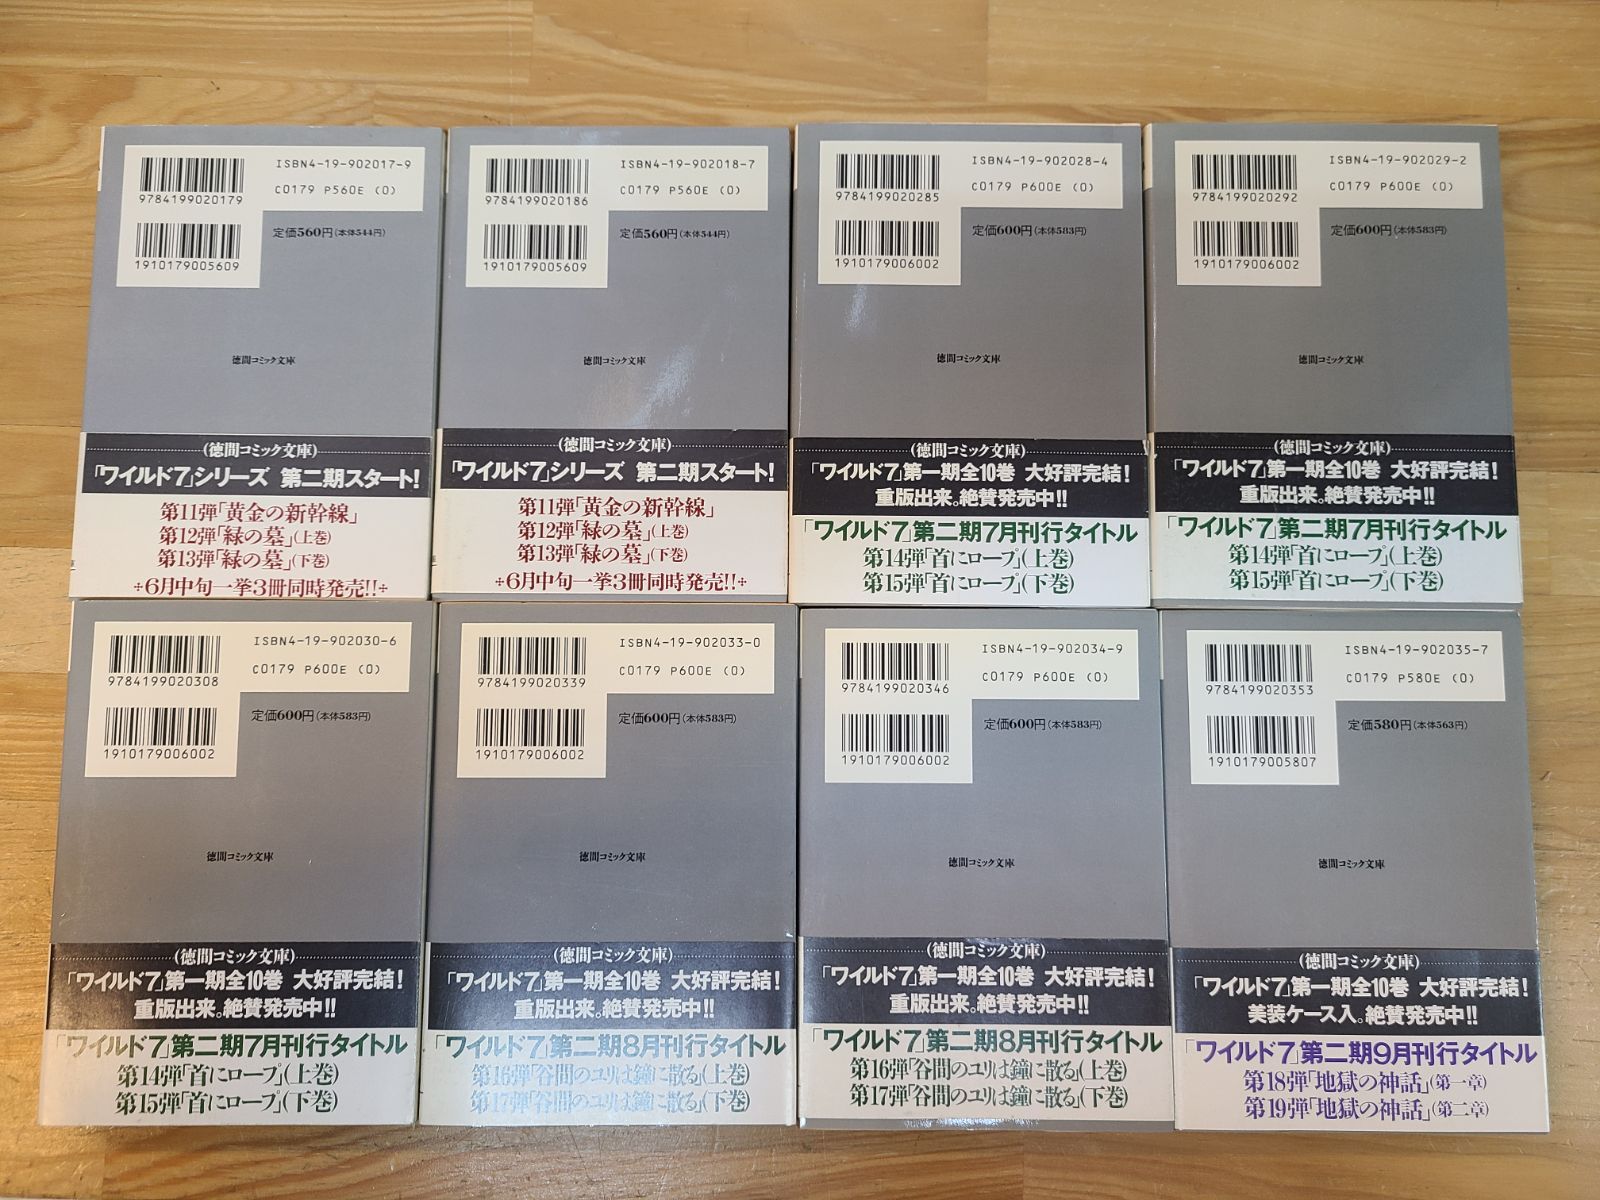 ISBN4-19-902017-9
C0179 P560E (0)
9784199020179
定価560円(本体544円)
1910179005609
徳間コミック文庫
(徳間コミック文庫)
「ワイルド7」シリーズ 第二期スタート!
第11弾「黄金の新幹線」
第12弾「緑の墓」(上巻)
第13弾「緑の墓」(下巻)
6月中旬一挙3冊同時発売!!
ISBN4-19-902018-7
C0179 P560E (0)
9784199020186
定価560円(本体544円)
1910179005609
徳間コミック文庫
(徳間コミック文庫)
「ワイルド7」シリーズ 第二期スタート!
第11弾「黄金の新幹線」
第12弾「緑の墓」(上巻)
第13弾「緑の墓」(下巻)
6月中旬一挙3冊同時発売!!
ISBN4-19-902028-4
C0179 P600E (0)
9784199020285
定価600円(本体583円)
1910179006002
徳間コミック文庫
(徳間コミック文庫)
「ワイルド7」第一期全10巻 大好評完結!
重版出来。絶賛発売中!!
「ワイルド7」第二期7月刊行タイトル
第14弾「首にロープ」(上巻)
第15弾「首にロープ」(下巻)
ISBN4-19-902029-2
C0179 P600E (0)
9784199020292
定価600円(本体583円)
1910179006002
徳間コミック文庫
(徳間コミック文庫)
「ワイルド7」第一期全10巻 大好評完結!
重版出来。絶賛発売中!!
「ワイルド7」第二期7月刊行タイトル
第14弾「首にロープ」(上巻)
第15弾「首にロープ」(下巻)
ISBN4-19-902030-6
C0179 P600E (0)
9784199020308
定価600円(本体583円)
1910179006002
徳間コミック文庫
(徳間コミック文庫)
「ワイルド7」第一期全10巻 大好評完結!
重版出来。絶賛発売中!!
「ワイルド7」第二期7月刊行タイトル
第14弾「首にロープ」(上巻)
第15弾「首にロープ」(下巻)
ISBN4-19-902033-0
C0179 P600E (0)
9784199020339
定価600円(本体583円)
1910179006002
徳間コミック文庫
(徳間コミック文庫)
「ワイルド7」第一期全10巻 大好評完結!
重版出来。絶賛発売中!!
「ワイルド7」第二期8月刊行タイトル
第16弾「谷間のユリは鐘に散る」(上巻)
第17弾「谷間のユリは鐘に散る」(下巻)
ISBN4-19-902034-9
C0179 P600E (0)
9784199020346
定価600円(本体583円)
1910179006002
徳間コミック文庫
(徳間コミック文庫)
「ワイルド7」第一期全10巻 大好評完結!
重版出来。絶賛発売中!!
「ワイルド7」第二期8月刊行タイトル
第16弾「谷間のユリは鐘に散る」(上巻)
第17弾「谷間のユリは鐘に散る」(下巻)
ISBN4-19-902035-7
C0179 P580E (0)
9784199020353
定価580円(本体563円)
1910179005807
徳間コミック文庫
(徳間コミック文庫)
「ワイルド7」第一期全10巻 大好評完結!
美装ケース入。絶賛発売中!!
「ワイルド7」第二期9月刊行タイトル
第18弾「地獄の神話」(第一章)
第19弾「地獄の神話」(第二章)